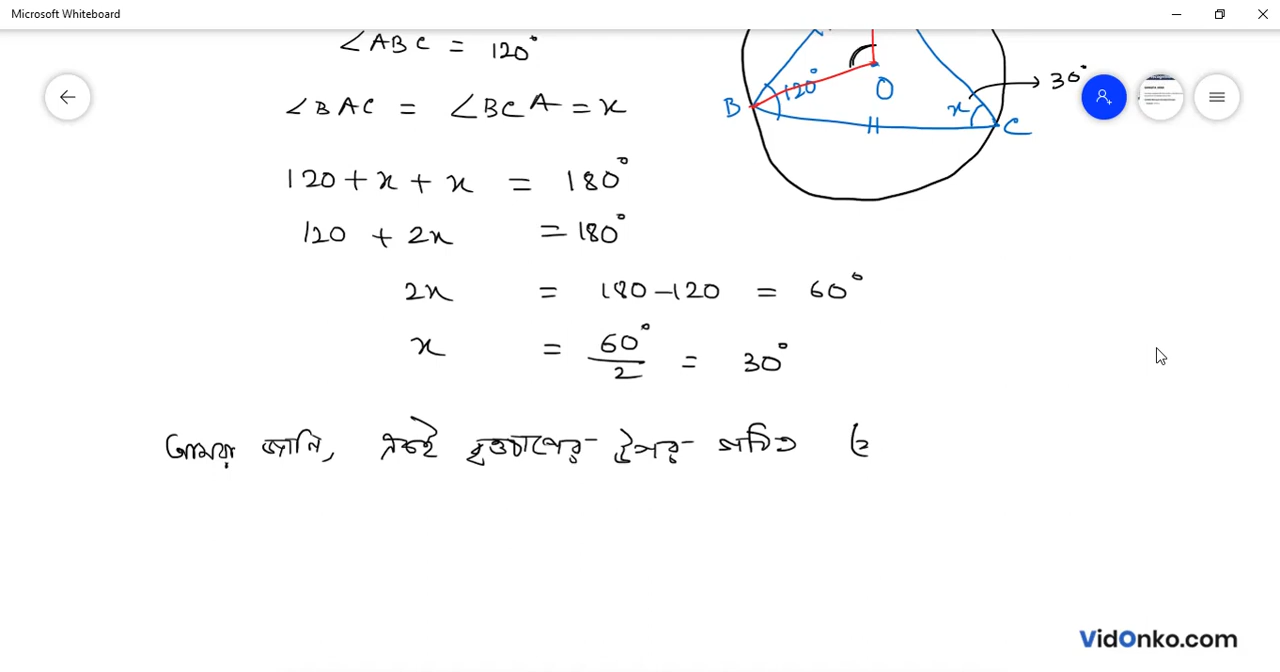 Microsoft Whiteboard
∠ABC = 120°
∠BAC = ∠BCA = x
120 + x + x = 180°
120 + 2x = 180°
2x = 180 - 120 = 60°
x = 60°/2 = 30°
আমরা জানি, একই বৃত্তচাপের উপর অবস্থিত
120°
O
30°
B
x
C
VidOnko.com